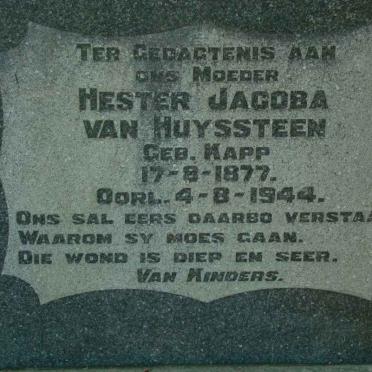 TER GEDAGTENIS AAN
ONS MOEDER
HESTER JACOBA
VAN HUYSSTEEN
GEB. KAPP
17-8-1877.
OORL. 4-8-1944.
ONS SAL EERS DAARBO VERSTAA
WAAROM SY MOES GAAN.
DIE WOND IS DIEP EN SEER.
VAN KINDERS.